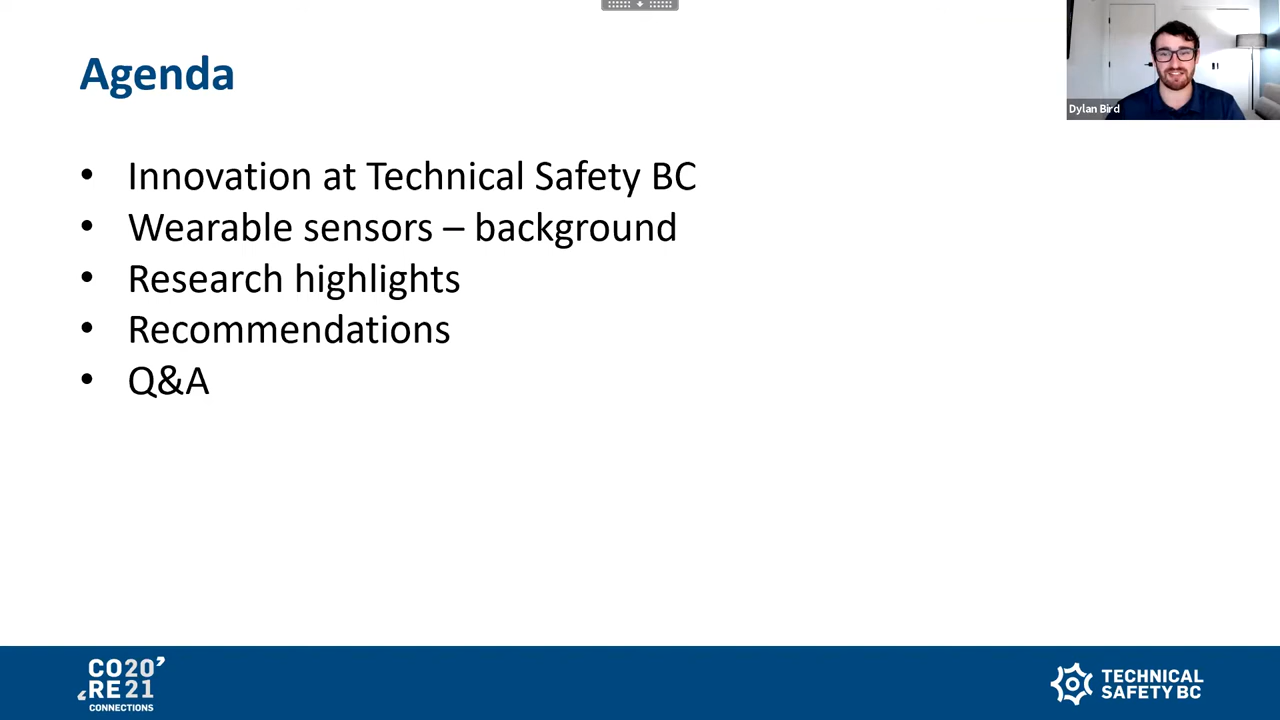 Agenda
Dylan Bird
• Innovation at Technical Safety BC
• Wearable sensors – background
• Research highlights
• Recommendations
• Q&A
CO20
RE21
CONNECTIONS
TECHNICAL
SAFETY BC